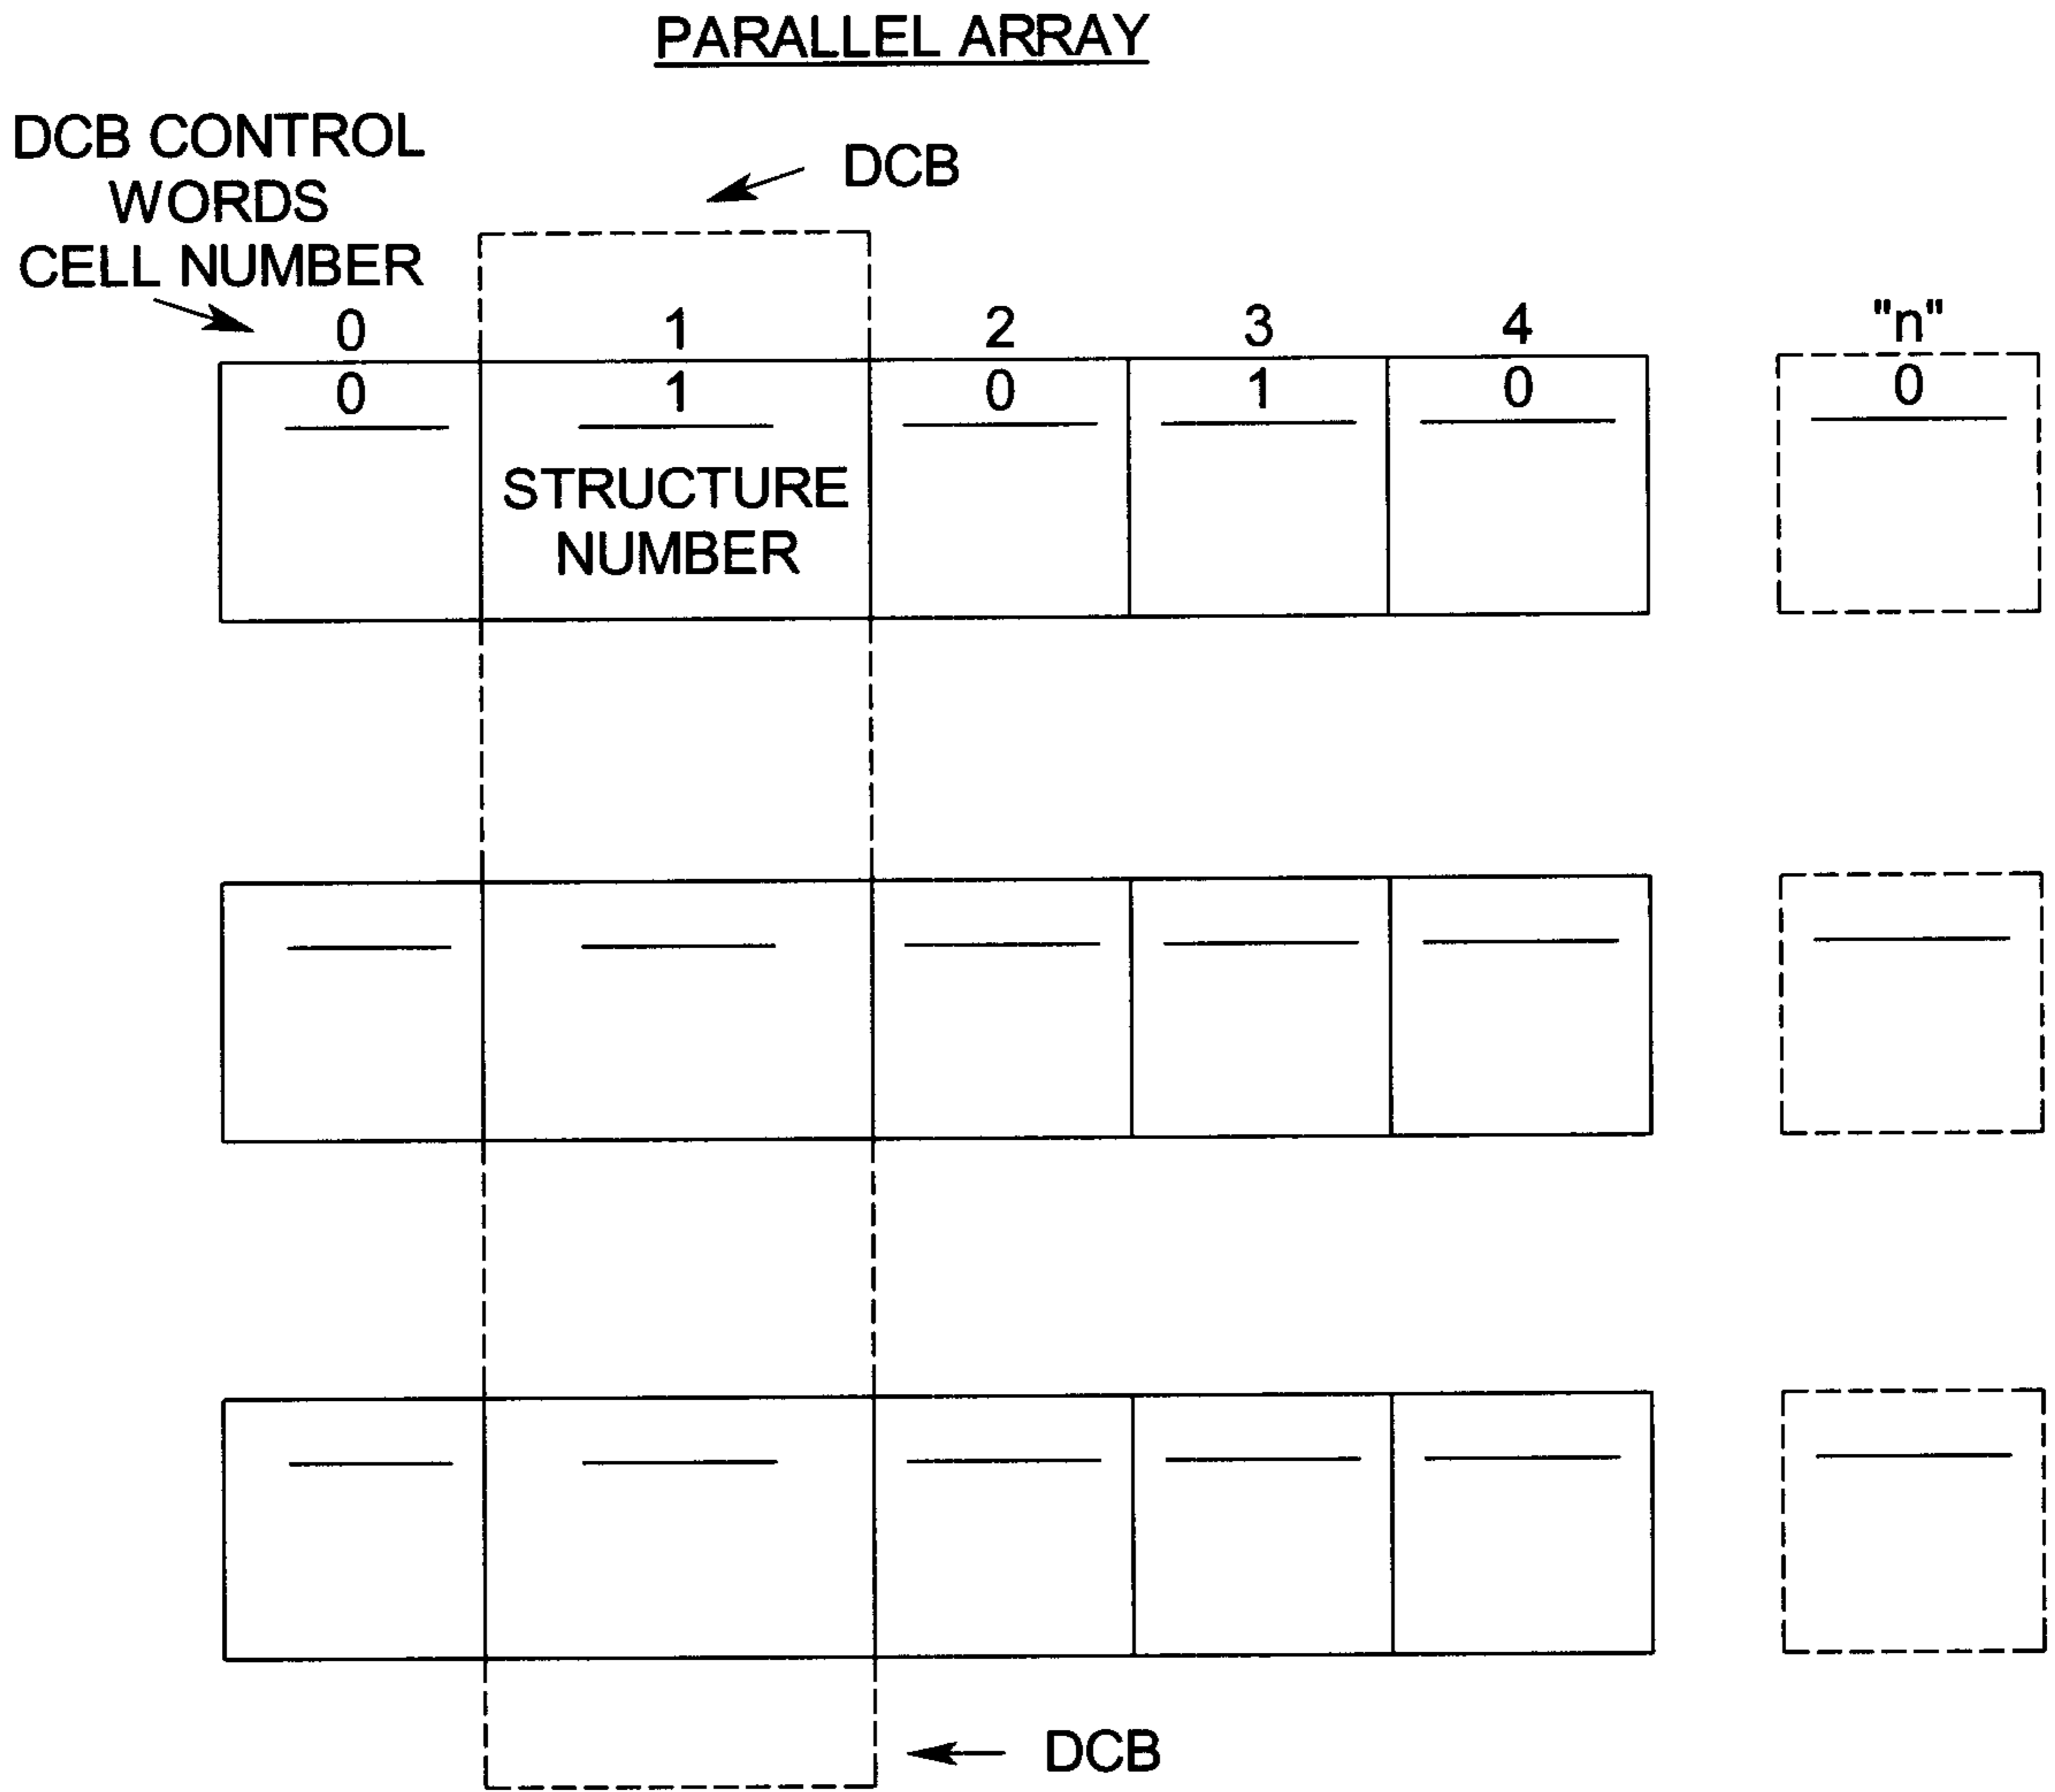 PARALLEL ARRAY
DCB CONTROL
WORDS
CELL NUMBER
DCB
0 1 2 3 4 "n"
0 1 0 1 0 0
STRUCTURE
NUMBER
DCB